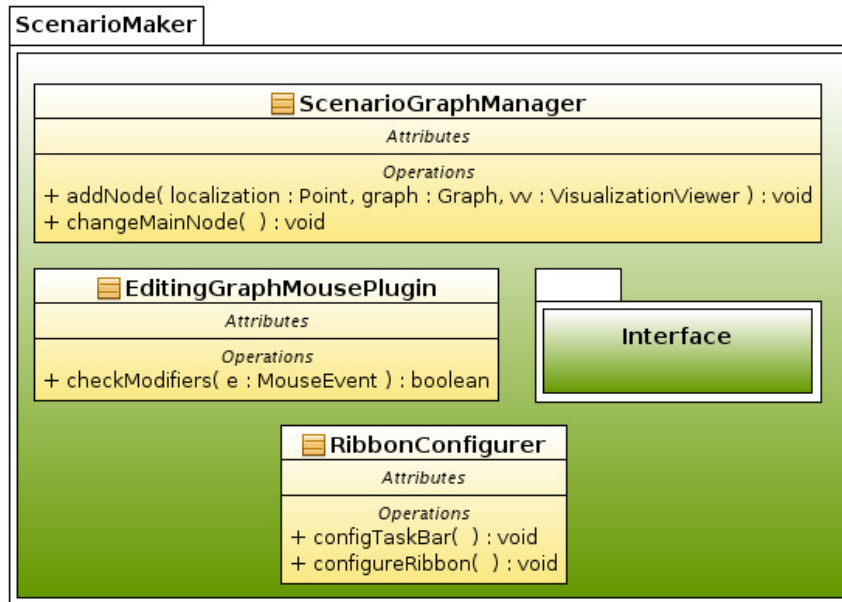 ScenarioMaker
ScenarioGraphManager
Attributes
Operations
+ addNode( localization : Point, graph : Graph, vv : VisualizationViewer ) : void
+ changeMainNode(  ) : void
EditingGraphMousePlugin
Attributes
Operations
+ checkModifiers( e : MouseEvent ) : boolean
Interface
RibbonConfigurer
Attributes
Operations
+ configTaskBar(  ) : void
+ configureRibbon(  ) : void